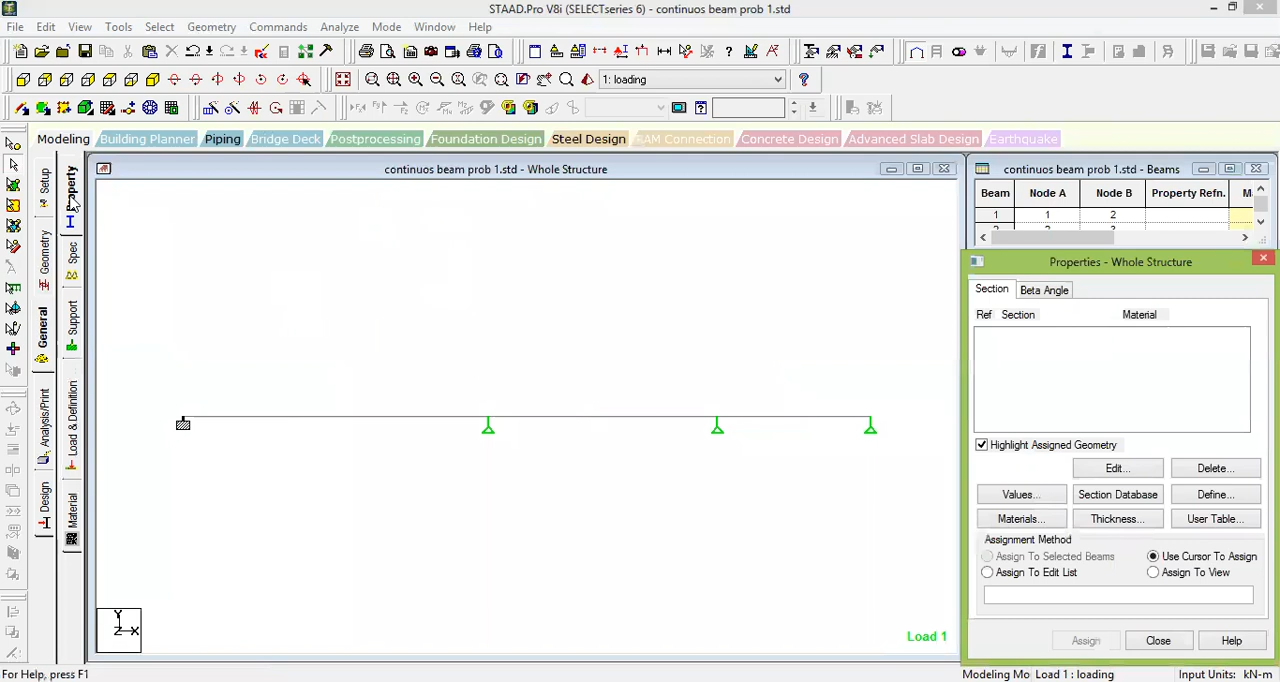 STAAD.Pro V8i (SELECTseries 6) - continuos beam prob 1.std
File Edit View Tools Select Geometry Commands Analyze Mode Window Help
1: loading
Modeling Building Planner Piping Bridge Deck Postprocessing Foundation Design Steel Design BEAM Connection Concrete Design Advanced Slab Design Earthquake
Setup
Geometry
General
Analysis/Print
Design
Property
Spec
Support
Load & Definition
Material
continuos beam prob 1.std - Whole Structure
Y
Z X
Load 1
continuos beam prob 1.std - Beams
Beam Node A Node B Property Refn. M
1 1 2
2 2 3
Properties - Whole Structure
Section Beta Angle
Ref Section Material
Highlight Assigned Geometry
Edit... Delete...
Values... Section Database Define...
Materials... Thickness... User Table...
Assignment Method
Assign To Selected Beams Use Cursor To Assign
Assign To Edit List Assign To View
Assign Close Help
For Help, press F1 Modeling Mo Load 1 : loading Input Units: kN-m